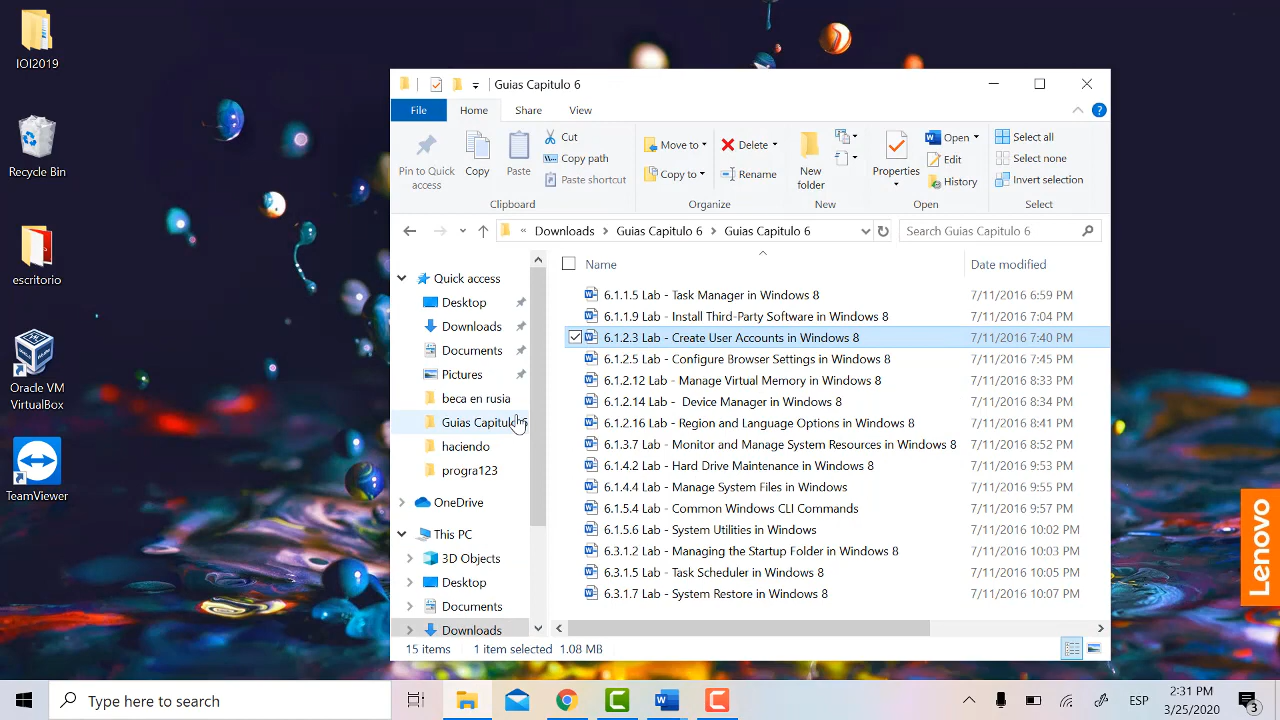 IOI2019
Recycle Bin
escritorio
Oracle VM
VirtualBox
TeamViewer
Guias Capitulo 6
File
Home
Share
View
Pin to Quick
access
Copy
Paste
Cut
Copy path
Paste shortcut
Clipboard
Move to
Copy to
Delete
Rename
Organize
New
folder
New
Properties
Open
Edit
History
Open
Select all
Select none
Invert selection
Select
« Downloads > Guias Capitulo 6 > Guias Capitulo 6
Search Guias Capitulo 6
Quick access
Desktop
Downloads
Documents
Pictures
beca en rusia
Guias Capitulo
haciendo
progra123
OneDrive
This PC
3D Objects
Desktop
Documents
Downloads
Name Date modified
6.1.1.5 Lab - Task Manager in Windows 8 7/11/2016 6:59 PM
6.1.1.9 Lab - Install Third-Party Software in Windows 8 7/11/2016 7:04 PM
6.1.2.3 Lab - Create User Accounts in Windows 8 7/11/2016 7:40 PM
6.1.2.5 Lab - Configure Browser Settings in Windows 8 7/11/2016 7:45 PM
6.1.2.12 Lab - Manage Virtual Memory in Windows 8 7/11/2016 8:33 PM
6.1.2.14 Lab -  Device Manager in Windows 8 7/11/2016 8:34 PM
6.1.2.16 Lab - Region and Language Options in Windows 8 7/11/2016 8:41 PM
6.1.3.7 Lab - Monitor and Manage System Resources in Windows 8 7/11/2016 8:52 PM
6.1.4.2 Lab - Hard Drive Maintenance in Windows 8 7/11/2016 9:53 PM
6.1.4.4 Lab - Manage System Files in Windows 7/11/2016 9:55 PM
6.1.5.4 Lab - Common Windows CLI Commands 7/11/2016 9:57 PM
6.1.5.6 Lab - System Utilities in Windows 7/11/2016 10:02 PM
6.3.1.2 Lab - Managing the Startup Folder in Windows 8 7/11/2016 10:03 PM
6.3.1.5 Lab - Task Scheduler in Windows 8 7/11/2016 10:05 PM
6.3.1.7 Lab - System Restore in Windows 8 7/11/2016 10:07 PM
15 items 1 item selected 1.08 MB
Lenovo
Type here to search
ESP
2:31 PM
3/25/2020
3